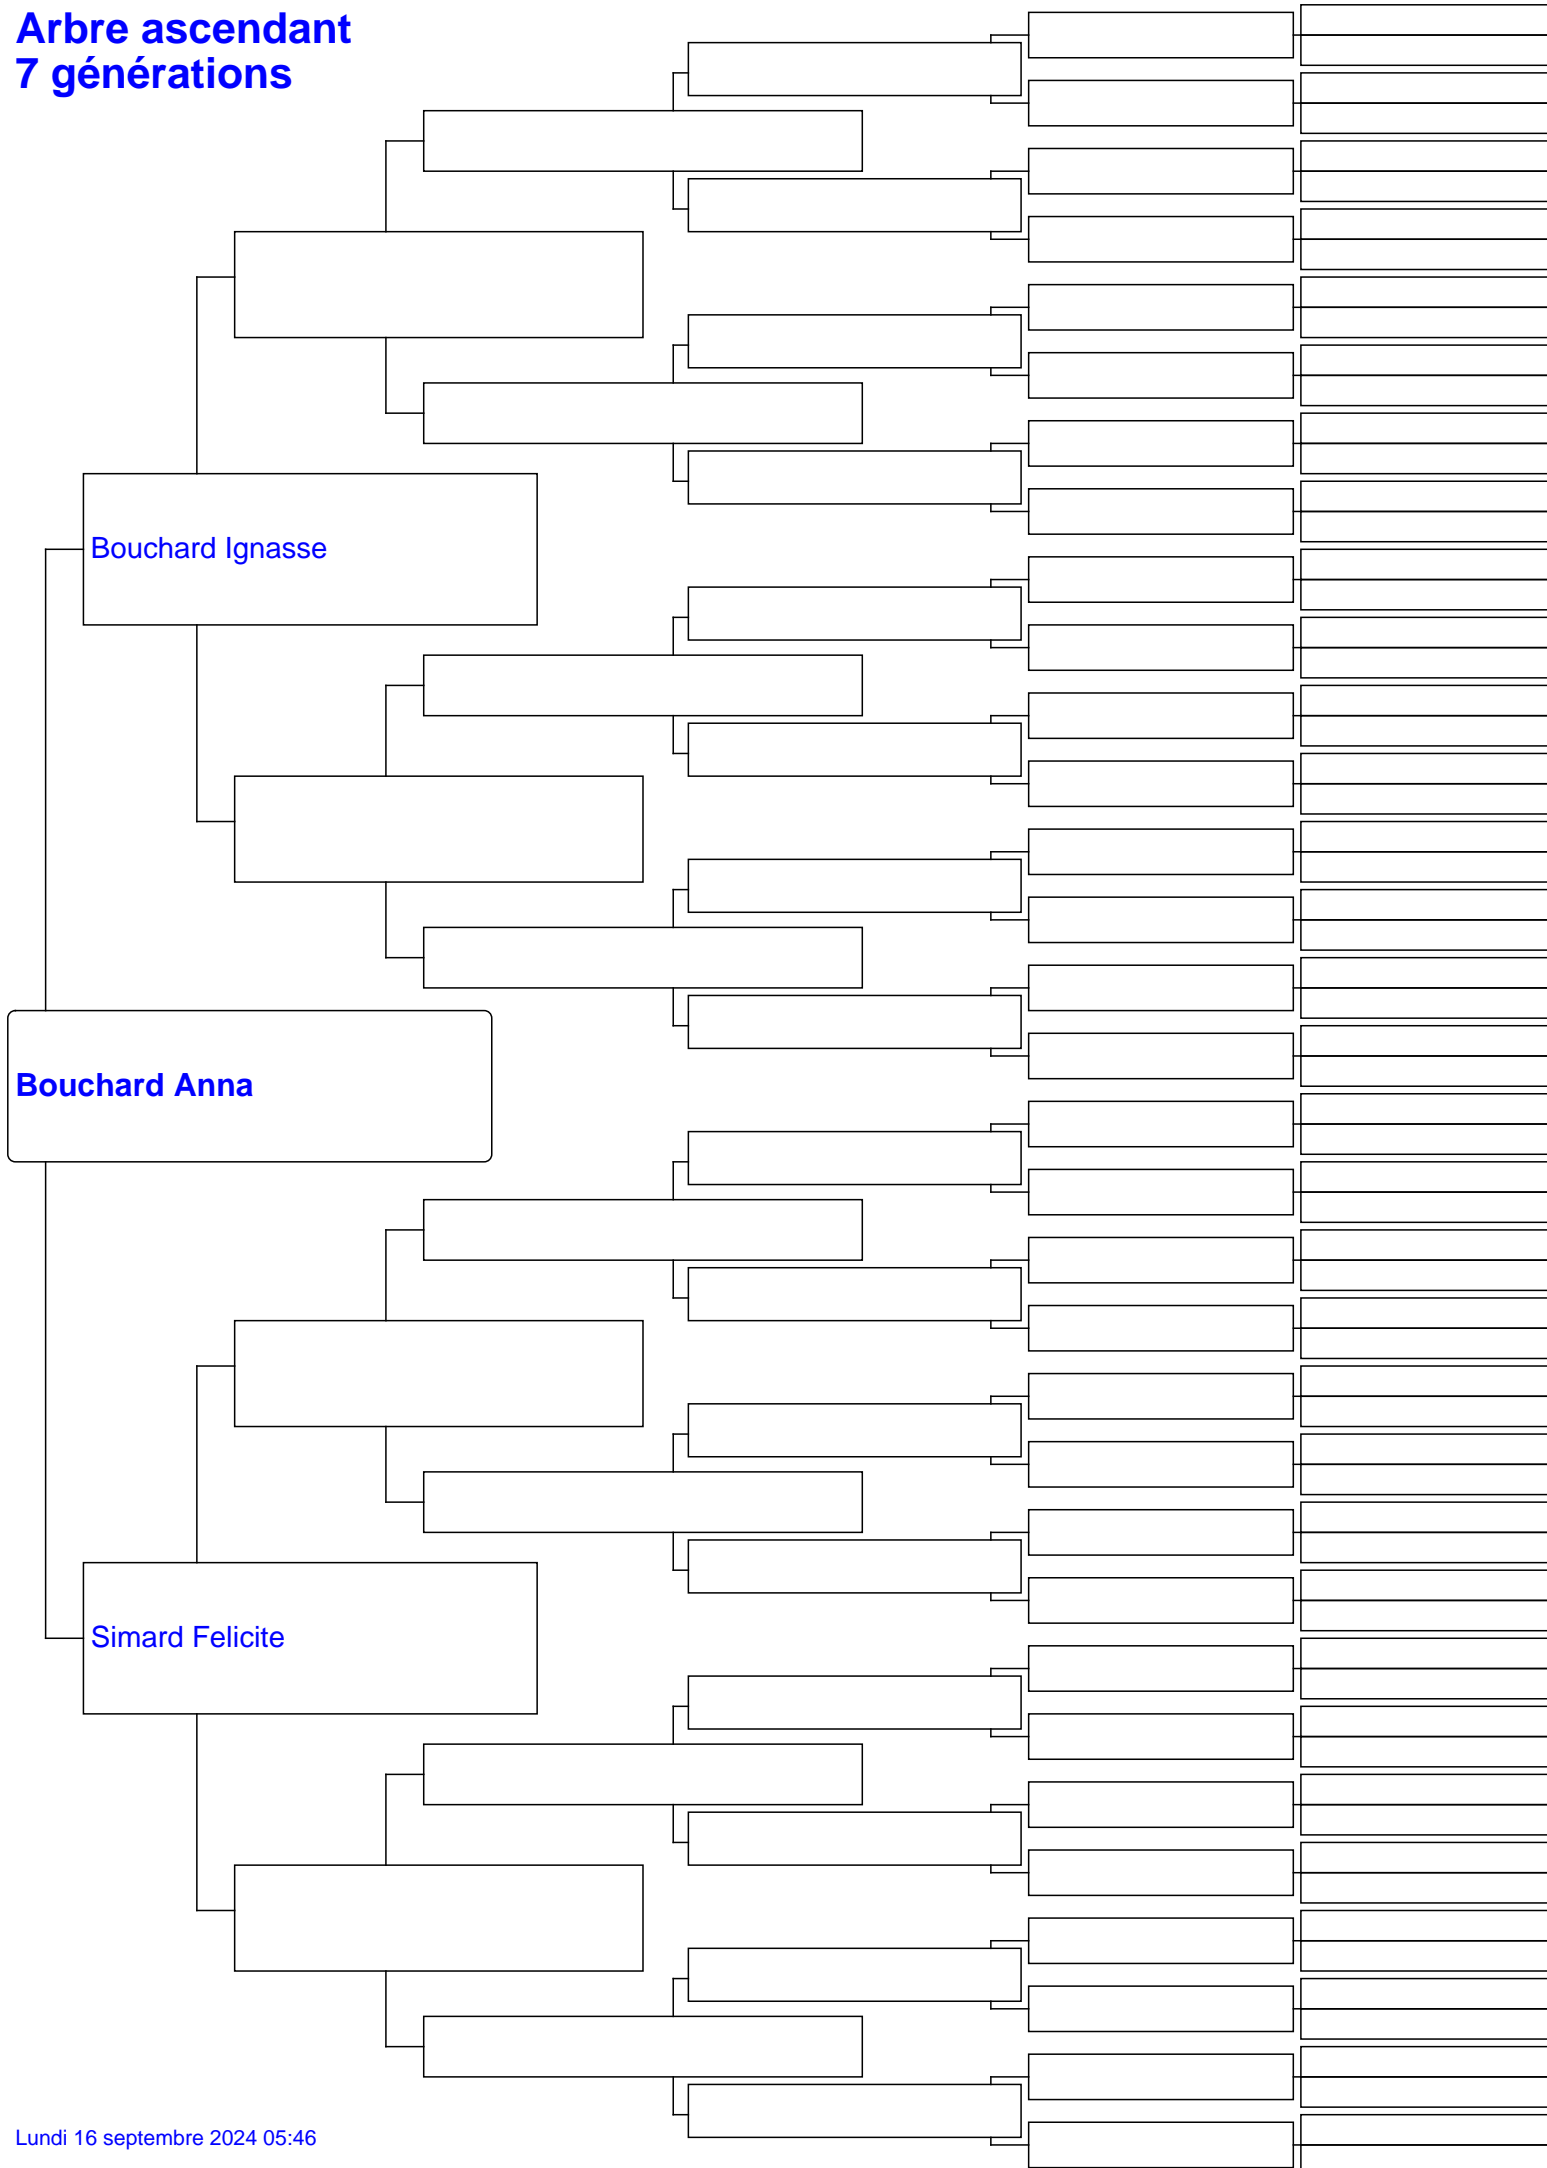 Arbre ascendant
7 générations
Bouchard Ignasse
Bouchard Anna
Simard Felicite
Lundi 16 septembre 2024 05:46